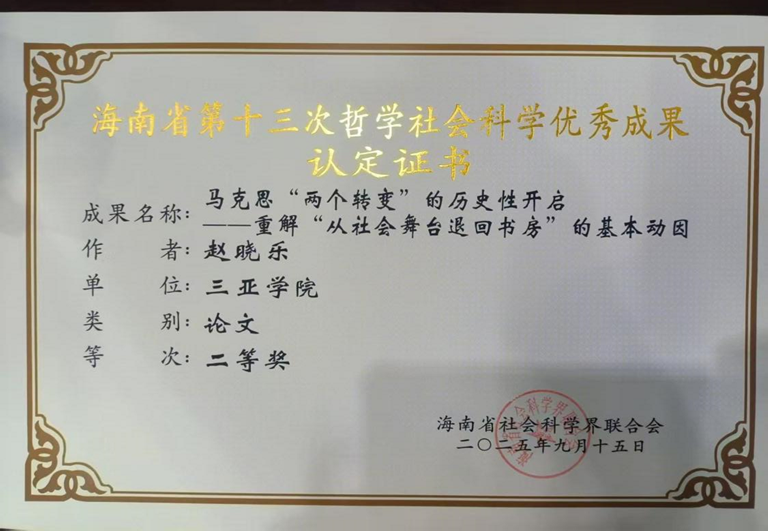 海南省第十三次哲学社会科学优秀成果
认定证书
成果名称：马克思“两个转变”的历史性开启
——重解“从社会舞台退回书房”的基本动因
作者：赵晓乐
单位：三亚学院
类别：论文
等次：二等奖
海南省社会科学界联合会
二〇二五年九月十五日